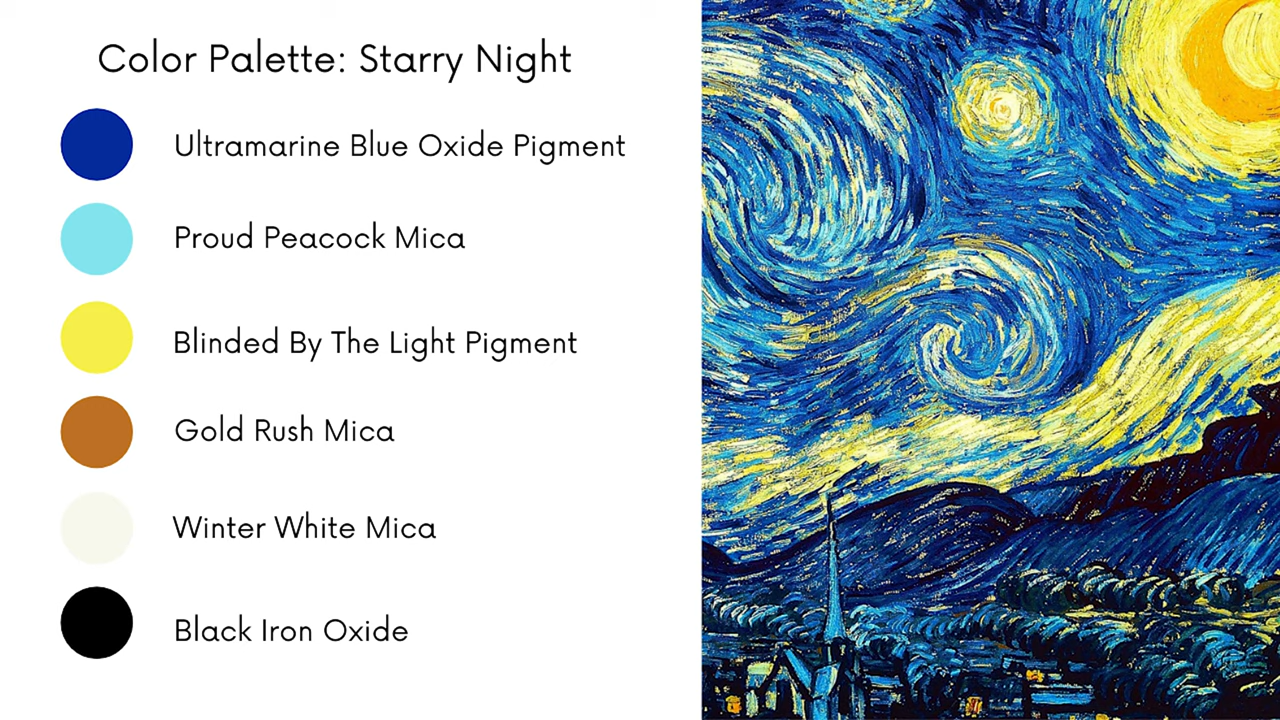 Color Palette: Starry Night
Ultramarine Blue Oxide Pigment
Proud Peacock Mica
Blinded By The Light Pigment
Gold Rush Mica
Winter White Mica
Black Iron Oxide